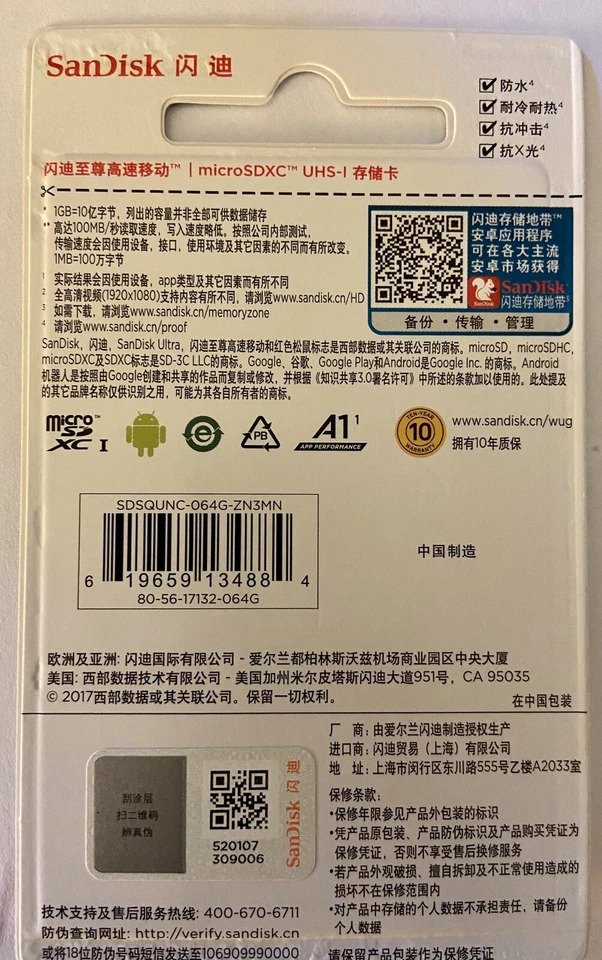 SanDisk 闪迪
防水4
耐冷耐热4
抗冲击4
抗X光4
闪迪至尊高速移动™ | microSDXC™ UHS-I 存储卡
* 1GB=10亿字节，列出的容量并非全部可供数据储存
** 高达100MB/秒读取速度，写入速度略低。按照公司内部测试，
传输速度会因使用设备，接口，使用环境及其它因素的不同而有所改变。
1MB=100万字节
1 实际结果会因使用设备，app类型及其它因素而有所不同
2 全高清视频(1920x1080)支持内容有所不同，请浏览www.sandisk.cn/HD
3 如需下载，请浏览www.sandisk.cn/memoryzone
4 请浏览www.sandisk.cn/proof
闪迪存储地带™
安卓应用程序
可在各大主流
安卓市场获得
SanDisk
SanDisk
闪迪存储地带3
备份·传输·管理
SanDisk，闪迪，SanDisk Ultra，闪迪至尊高速移动和红色松鼠标志是西部数据或其关联公司的商标。microSD，microSDHC，
microSDXC及SDXC标志是SD-3C LLC的商标。Google、谷歌、Google Play和Android是Google Inc. 的商标。Android
机器人是按照由Google创建和共享的作品而复制或修改，并根据《知识共享3.0署名许可》中所述的条款加以使用的。此处提及
的其它品牌名称仅供识别之用，可能为其各自所有者的商标。
micro SD XC I
e
PB
A1 1
APP PERFORMANCE
TEN-YEAR
10
WARRANTY
www.sandisk.cn/wug
拥有10年质保
SDSQUNC-064G-ZN3MN
6 19659 13488 4
80-56-17132-064G
中国制造
欧洲及亚洲: 闪迪国际有限公司 - 爱尔兰都柏林斯沃兹机场商业园区中央大厦
美国: 西部数据技术有限公司 - 美国加州米尔皮塔斯闪迪大道951号，CA 95035
© 2017西部数据或其关联公司。保留一切权利。
在中国包装
厂 商: 由爱尔兰闪迪制造授权生产
进口商: 闪迪贸易（上海）有限公司
地 址: 上海市闵行区东川路555号乙楼A2033室
刮涂层
扫二维码
辨真伪
520107
309006
SanDisk 闪迪
保修条款:
•保修年限参见产品外包装的标识
•凭产品原包装、产品防伪标识及产品购买凭证为
保修凭证，否则不享受售后换修服务
•若产品外观破损、擅自拆卸及不正常使用造成的
损坏不在保修范围内
•对产品中存储的个人数据不承担责任，请备份
个人数据
请保留产品包装作为保修凭证
技术支持及售后服务热线: 400-670-6711
防伪查询网址: http://verify.sandisk.cn
或将18位防伪号码短信发送至106909990000